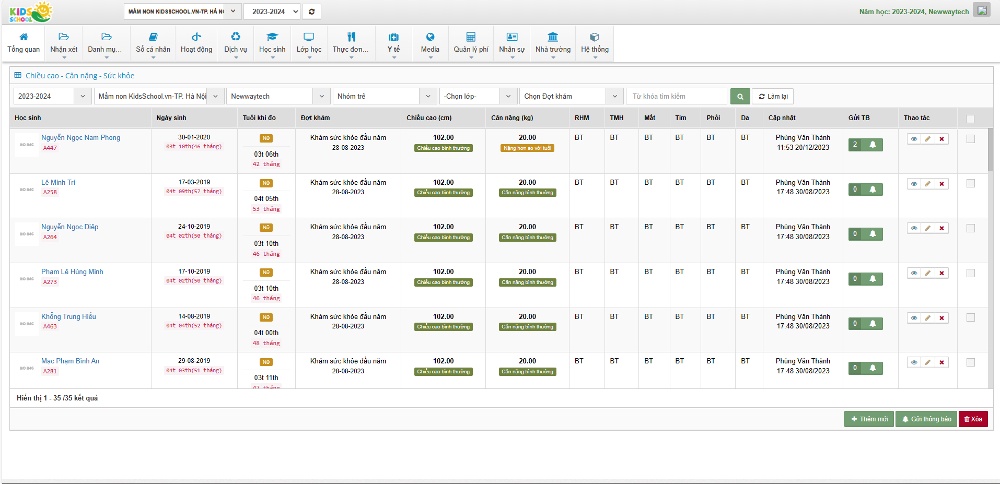 KIDS
SCHOOL
MẦM NON KIDSSCHOOL.VN-TP. HÀ N
2023-2024
Năm học: 2023-2024, Newwaytech
Tổng quan
Nhận xét
Danh mụ...
Sổ cá nhân
Hoạt động
Dịch vụ
Học sinh
Lớp học
Thực đơn...
Y tế
Media
Quản lý phí
Nhân sự
Nhà trường
Hệ thống
Chiều cao - Cân nặng - Sức khỏe
2023-2024 Mầm non KidsSchool.vn-TP. Hà Nội Newwaytech Nhóm trẻ -Chọn lớp- Chọn Đợt khám Từ khóa tìm kiếm Làm lại
Học sinh Ngày sinh Tuổi khi đo Đợt khám Chiều cao (cm) Cân nặng (kg) RHM TMH Mắt Tim Phổi Da Cập nhật Gửi TB Thao tác
NO IMG Nguyễn Ngọc Nam Phong 30-01-2020 Nữ Khám sức khỏe đầu năm 102.00 20.00 BT BT BT BT BT BT Phùng Văn Thành 2
A447 03t 10th(46 tháng) 28-08-2023 Chiều cao bình thường Nặng hơn so với tuổi 11:53 20/12/2023
03t 06th
42 tháng
NO IMG Lê Minh Trí 17-03-2019 Nữ Khám sức khỏe đầu năm 102.00 20.00 BT BT BT BT BT BT Phùng Văn Thành 0
A258 04t 09th(57 tháng) 28-08-2023 Chiều cao bình thường Cân nặng bình thường 17:48 30/08/2023
04t 05th
53 tháng
NO IMG Nguyễn Ngọc Diệp 24-10-2019 Nữ Khám sức khỏe đầu năm 102.00 20.00 BT BT BT BT BT BT Phùng Văn Thành 0
A264 04t 02th(50 tháng) 28-08-2023 Chiều cao bình thường Cân nặng bình thường 17:48 30/08/2023
03t 10th
46 tháng
NO IMG Phạm Lê Hùng Minh 17-10-2019 Nữ Khám sức khỏe đầu năm 102.00 20.00 BT BT BT BT BT BT Phùng Văn Thành 0
A273 04t 02th(50 tháng) 28-08-2023 Chiều cao bình thường Cân nặng bình thường 17:48 30/08/2023
03t 10th
46 tháng
NO IMG Khổng Trung Hiếu 14-08-2019 Nữ Khám sức khỏe đầu năm 102.00 20.00 BT BT BT BT BT BT Phùng Văn Thành 0
A463 04t 04th(52 tháng) 28-08-2023 Chiều cao bình thường Cân nặng bình thường 17:48 30/08/2023
04t 00th
48 tháng
NO IMG Mạc Phạm Bình An 29-08-2019 Nữ Khám sức khỏe đầu năm 102.00 20.00 BT BT BT BT BT BT Phùng Văn Thành 0
A281 04t 03th(51 tháng) 28-08-2023 Chiều cao bình thường Cân nặng bình thường 17:48 30/08/2023
03t 11th
47 tháng
Hiển thị 1 - 35 /35 kết quả
Thêm mới Gửi thông báo Xóa